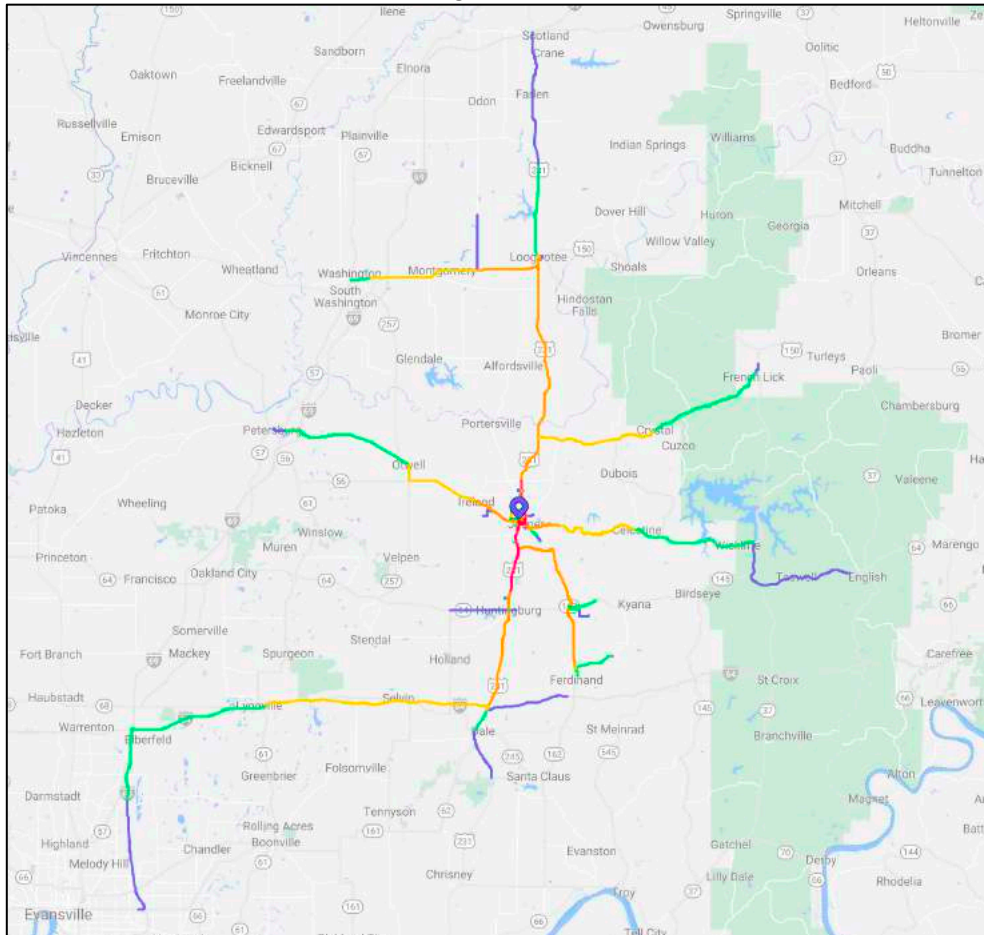 Ilene
Springville
Heltonville
Owensburg
Scotland
Sandborn
Crane
Elnora
Oolitic
Oaktown
Freelandville
Bedford
Odon
Farlen
Russellville
Edwardsport
Plainville
Williams
Emison
Indian Springs
Buddha
Bicknell
Tunnelton
Bruceville
Mitchell
Dover Hill
Huron
Georgia
Willow Valley
Fritchton
Vincennes
Loogootee
Shoals
Wheatland
Washington
Montgomery
Orleans
South
Washington
Hindostan
Falls
Monroe City
Bromer
Glendale
Alfordsville
Turleys
French Lick
Paoli
Decker
Chambersburg
Portersville
Hazleton
Petersburg
Crystal
Cuzco
Otwell
Dubois
Valeene
Patoka
Wheeling
Ireland
Winslow
Celestine
Muren
Marengo
Princeton
Velpen
Oakland City
Taswell
English
Francisco
Birdseye
Kyana
Huntingburg
Somerville
Stendal
Fort Branch
Mackey
Spurgeon
Holland
Carefree
Ferdinand
St Croix
Haubstadt
Selvin
Lynnville
Leavenwor
Warrenton
St Meinrad
Elberfeld
Dale
Branchville
Folsomville
Greenbrier
Santa Claus
Alton
Darmstadt
Magnet
Tennyson
Rolling Acres
Boonville
Highland
Chandler
Gatchel
Evanston
Melody Hill
Derby
Chrisney
Lilly Dale
Rhodelia
Troy
Evansville
Tell City